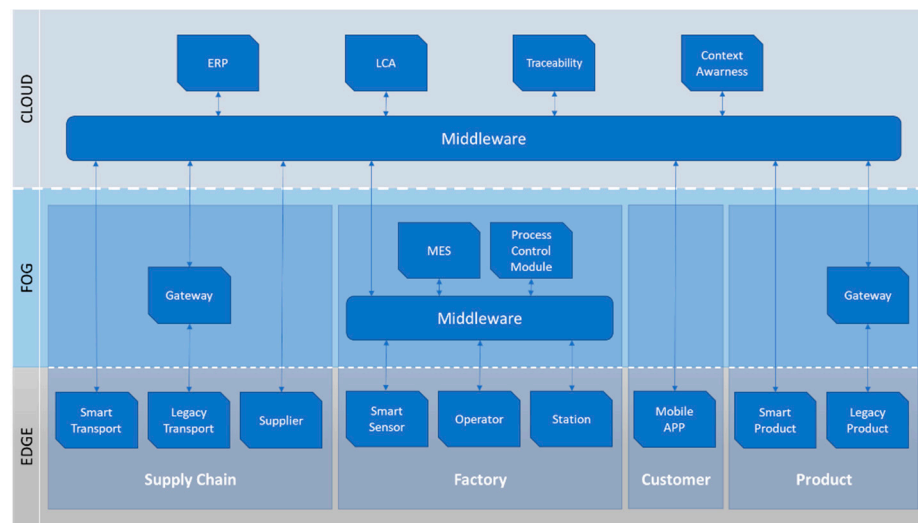 CLOUD
ERP
LCA
Traceability
Context
Awarness
Middleware
FOG
Gateway
MES
Process
Control
Module
Middleware
Gateway
EDGE
Smart
Transport
Legacy
Transport
Supplier
Smart
Sensor
Operator
Station
Mobile
APP
Smart
Product
Legacy
Product
Supply Chain
Factory
Customer
Product